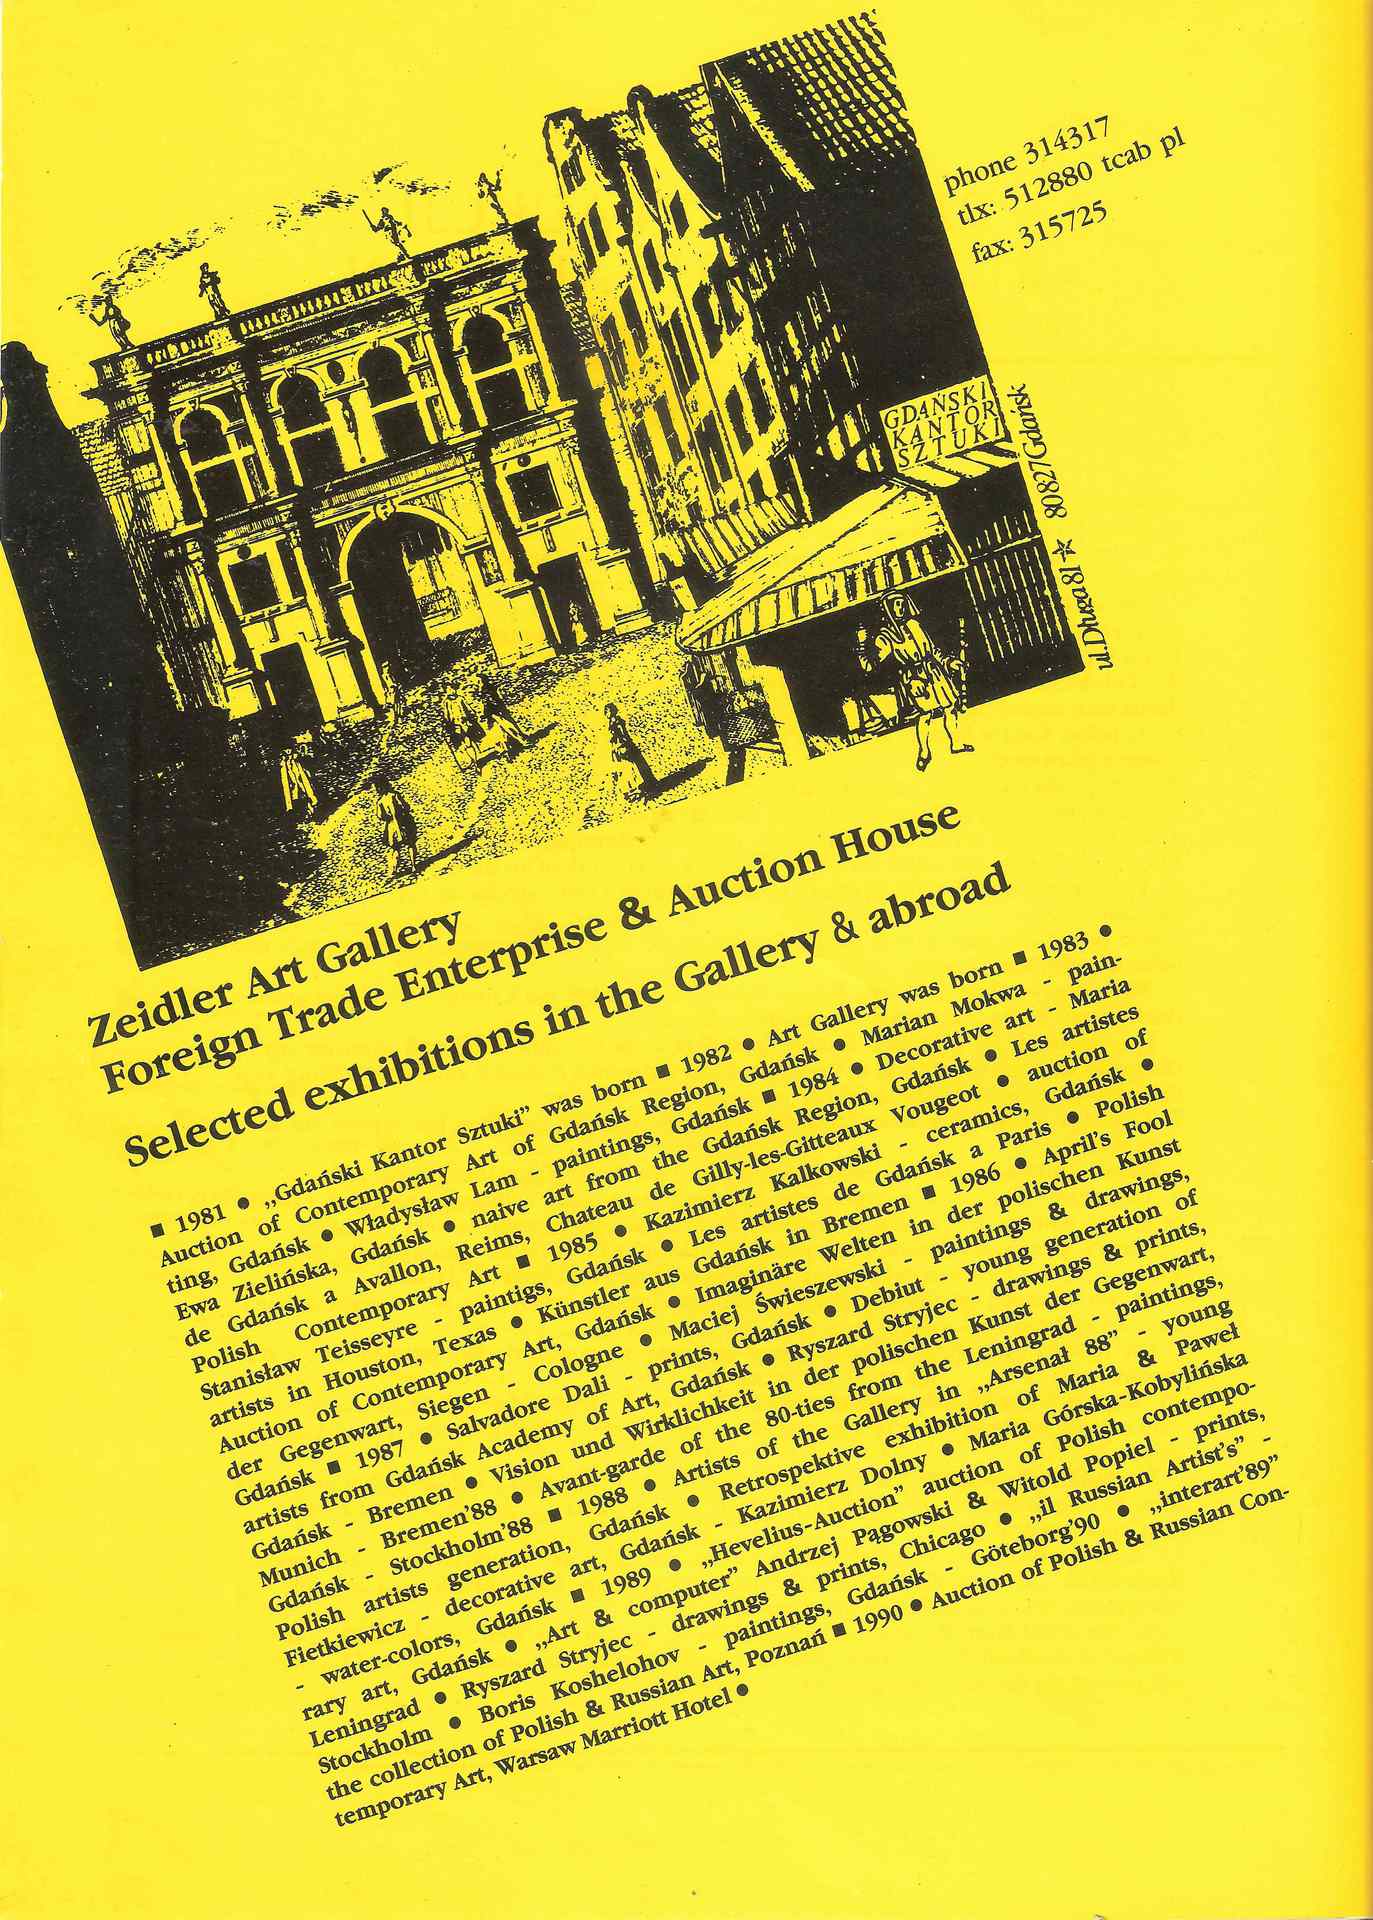 phone 314317
tlx: 512880 tcab pl
fax: 315725
GDAŃSKI
KANTOR
SZTUKI
ul. Długa 81 ☆ 80827 Gdańsk
Zeidler Art Gallery
Foreign Trade Enterprise & Auction House
Selected exhibitions in the Gallery & abroad
■ 1981 ● „Gdański Kantor Sztuki” was born ■ 1982 ● Art Gallery was born ■ 1983 ●
Auction of Contemporary Art of Gdańsk Region, Gdańsk ● Marian Mokwa - pain-
ting, Gdańsk ● Władysław Lam - paintings, Gdańsk ■ 1984 ● Decorative art - Maria
Ewa Zielińska, Gdańsk ● naive art from the Gdańsk Region, Gdańsk ● Les artistes
de Gdańsk a Avallon, Reims, Chateau de Gilly-les-Gitteaux Vougeot ● auction of
Polish Contemporary Art ■ 1985 ● Kazimierz Kalkowski - ceramics, Gdańsk ●
Stanisław Teisseyre - paintigs, Gdańsk ● Les artistes de Gdańsk a Paris ● Polish
artists in Houston, Texas ● Künstler aus Gdańsk in Bremen ■ 1986 ● April's Fool
Auction of Contemporary Art, Gdańsk ● Imaginäre Welten in der polischen Kunst
der Gegenwart, Siegen - Cologne ● Maciej Świeszewski - paintings & drawings,
Gdańsk ■ 1987 ● Salvadore Dali - prints, Gdańsk ● Debiut - young generation of
artists from Gdańsk Academy of Art, Gdańsk ● Ryszard Stryjec - drawings & prints,
Gdańsk - Bremen ● Vision und Wirklichkeit in der polischen Kunst der Gegenwart,
Munich - Bremen'88 ● Avant-garde of the 80-ties from the Leningrad - paintings,
Gdańsk - Stockholm'88 ■ 1988 ● Artists of the Gallery in „Arsenał 88” - young
Polish artists generation, Gdańsk ● Retrospektive exhibition of Maria & Paweł
Fietkiewicz - decorative art, Gdańsk - Kazimierz Dolny ● Maria Górska-Kobylińska
- water-colors, Gdańsk ■ 1989 ● „Hevelius-Auction” auction of Polish contempo-
rary art, Gdańsk ● „Art & computer” Andrzej Pągowski & Witold Popiel - prints,
Leningrad ● Ryszard Stryjec - drawings & prints, Chicago ● „il Russian Artist's” -
Stockholm ● Boris Koshelohov - paintings, Gdańsk - Göteborg'90 ● „interart'89”
the collection of Polish & Russian Art, Poznań ■ 1990 ● Auction of Polish & Russian Con-
temporary Art, Warsaw Marriott Hotel ●